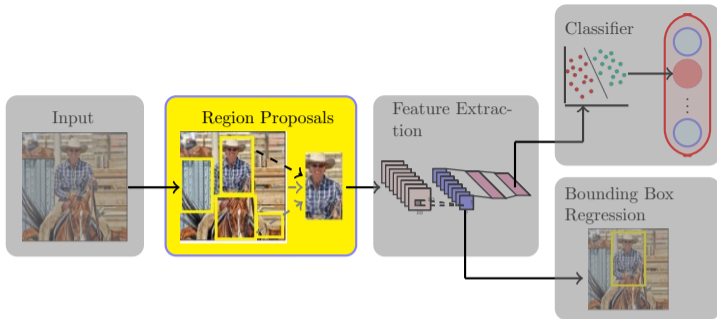 Input
Region Proposals
Feature Extrac-
tion
Classifier
Bounding Box
Regression